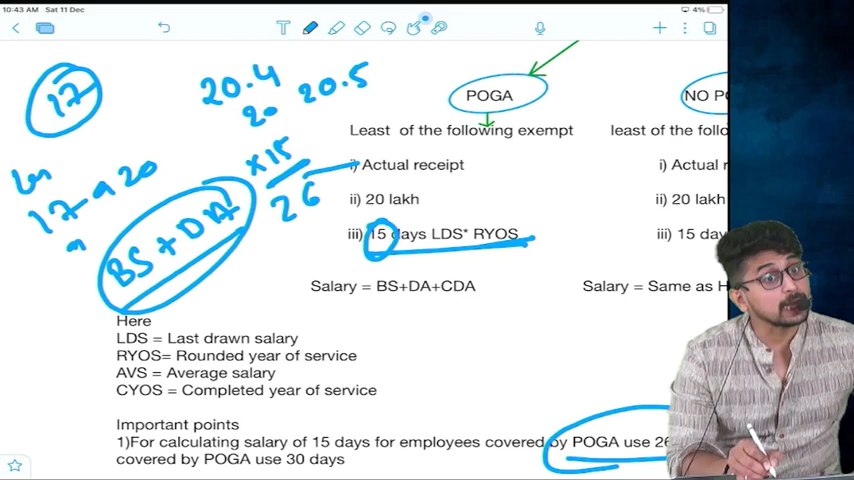 10:43 AM Sat 11 Dec
4%
T
17
20.4
20
20.5
17 20
BS + DA
× 15
26
POGA
Least of the following exempt
i) Actual receipt
ii) 20 lakh
iii) 15 days LDS* RYOS
Salary = BS+DA+CDA
NO PO
least of the follo
i) Actual r
ii) 20 lakh
iii) 15 day
Salary = Same as H
Here
LDS = Last drawn salary
RYOS= Rounded year of service
AVS = Average salary
CYOS = Completed year of service
Important points
1)For calculating salary of 15 days for employees covered by POGA use 26
covered by POGA use 30 days